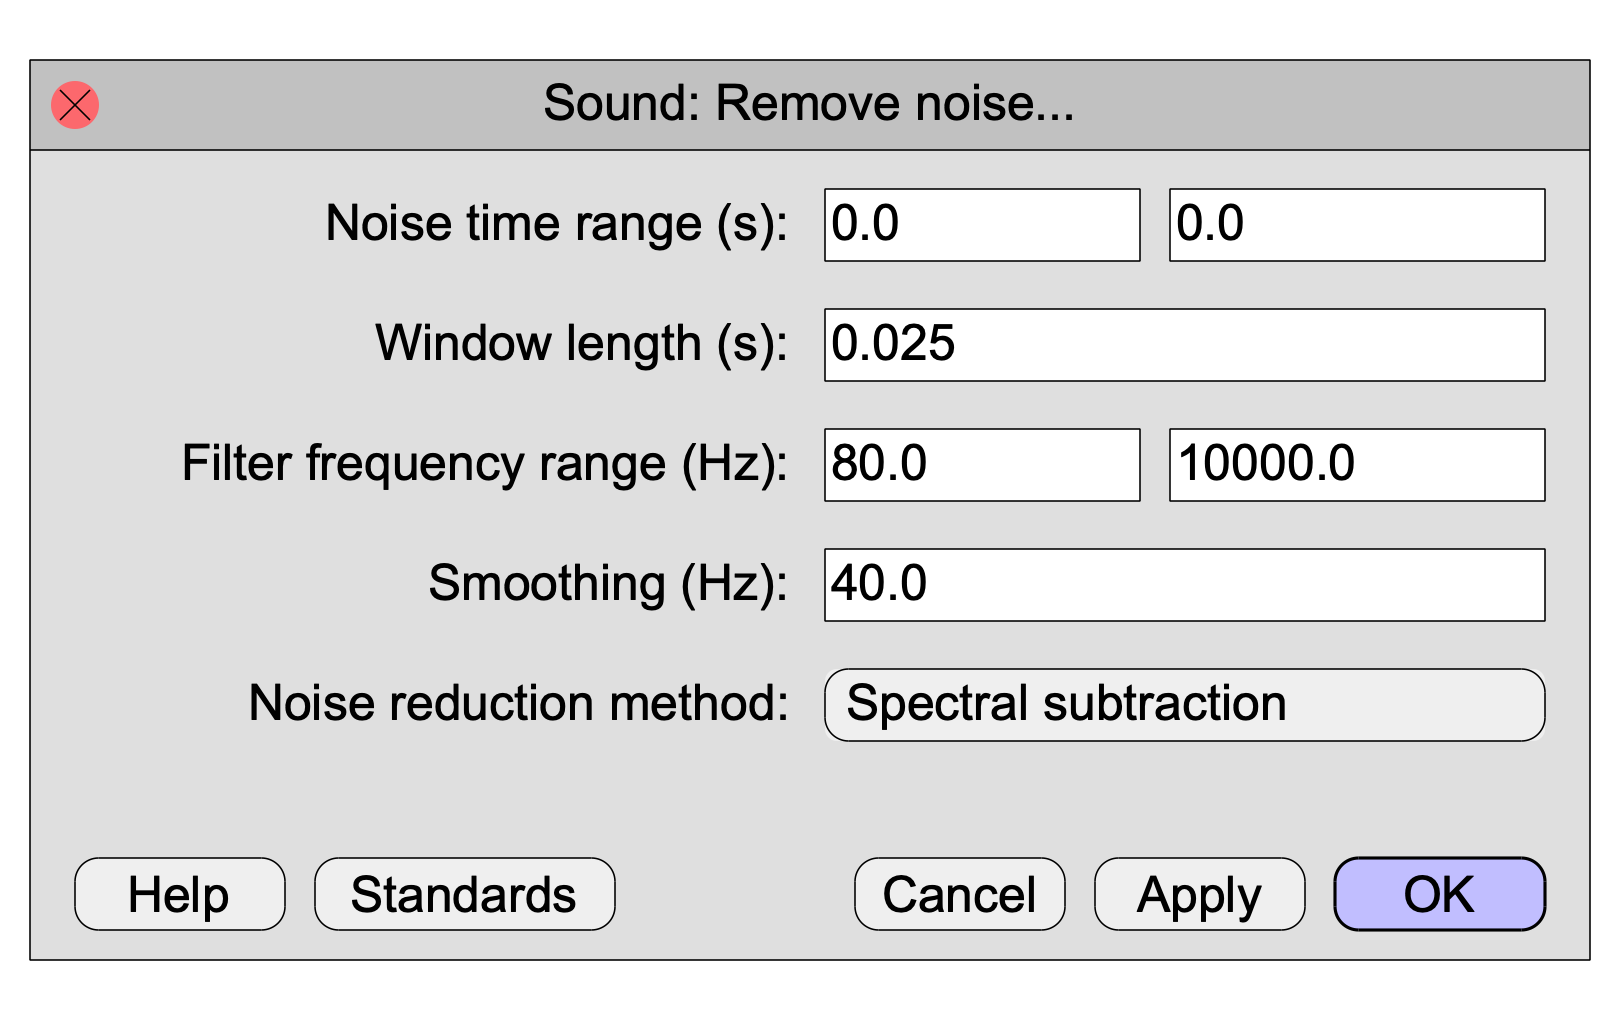 Sound: Remove noise...
Noise time range (s): 0.0 0.0
Window length (s): 0.025
Filter frequency range (Hz): 80.0 10000.0
Smoothing (Hz): 40.0
Noise reduction method: Spectral subtraction
Help Standards Cancel Apply OK